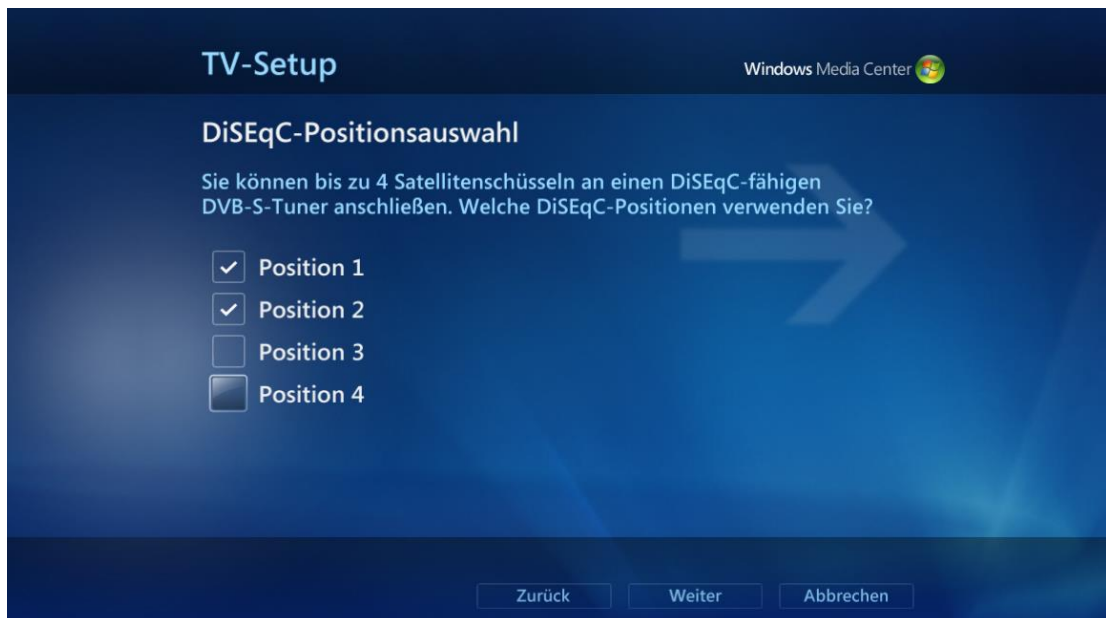 TV-Setup
Windows Media Center
DiSEqC-Positionsauswahl
Sie können bis zu 4 Satellitenschüsseln an einen DiSEqC-fähigen
DVB-S-Tuner anschließen. Welche DiSEqC-Positionen verwenden Sie?
Position 1
Position 2
Position 3
Position 4
Zurück
Weiter
Abbrechen